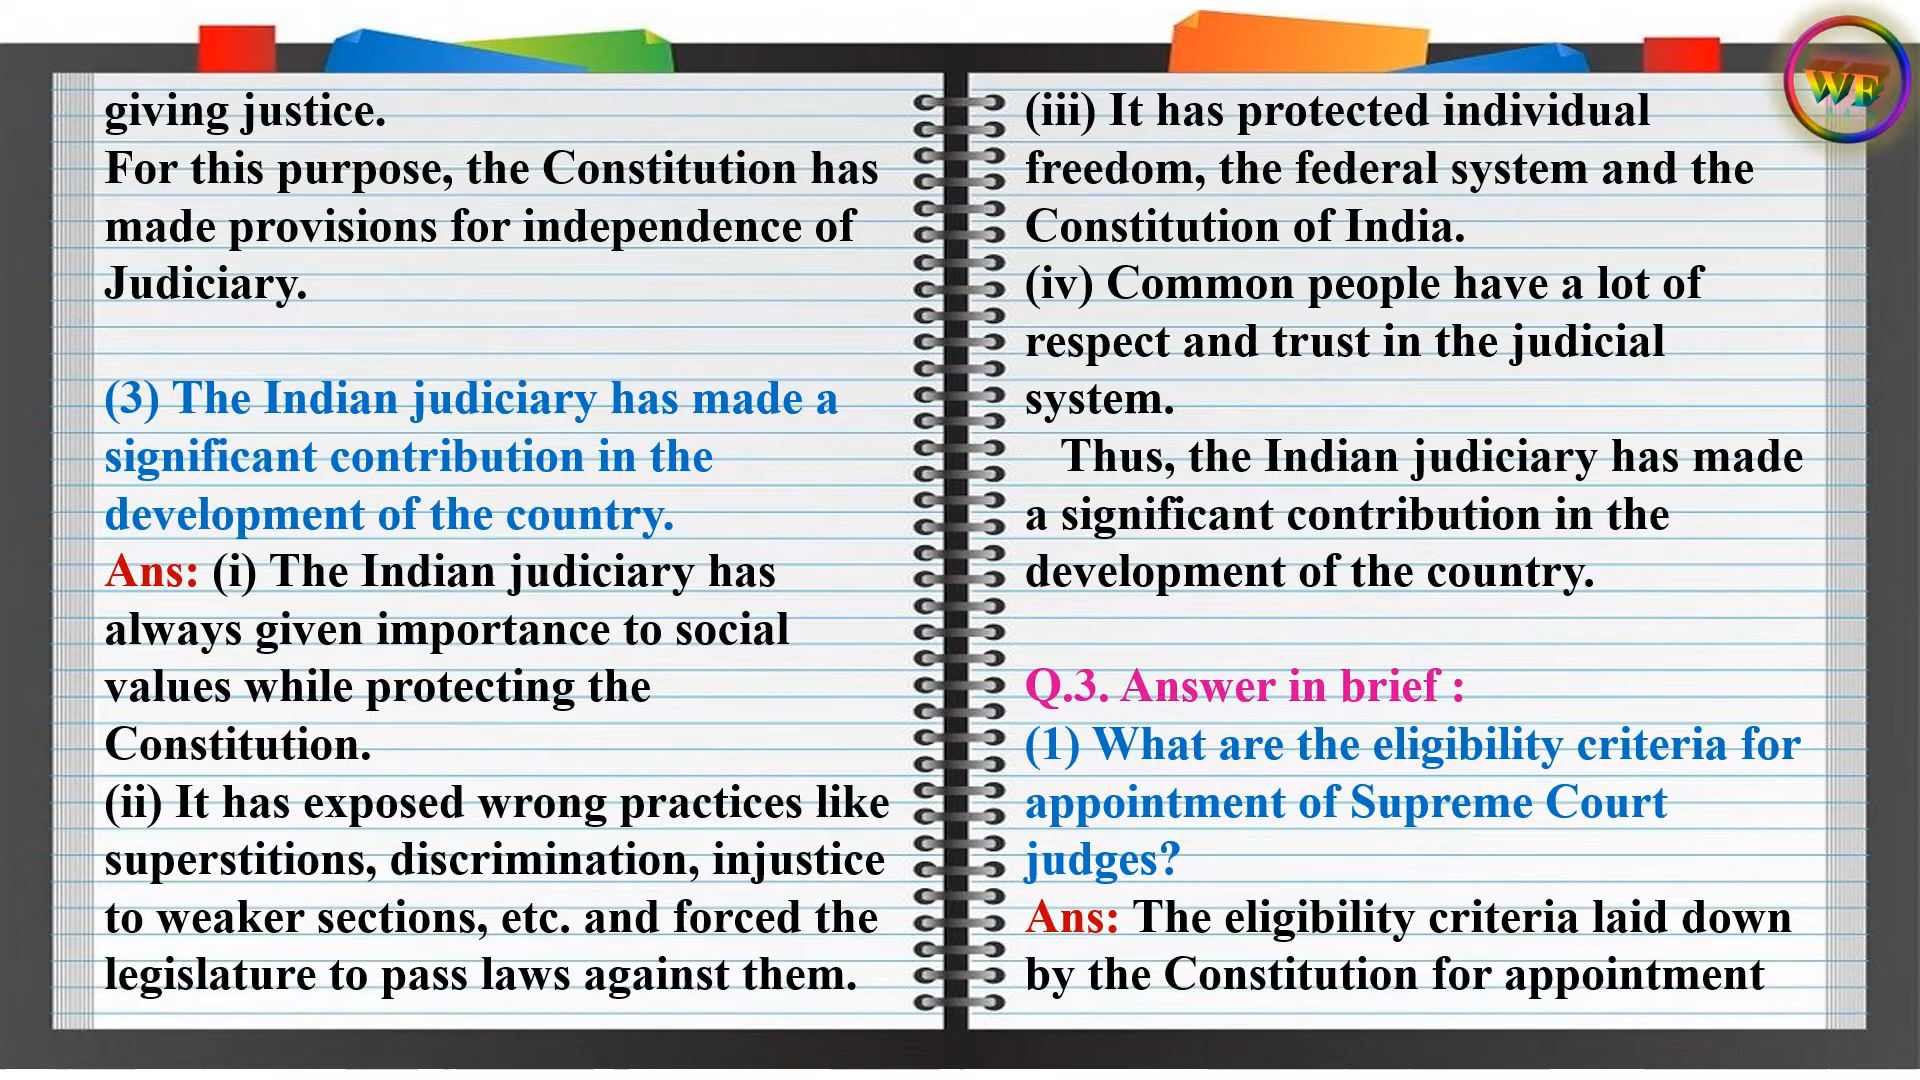 giving justice.
For this purpose, the Constitution has
made provisions for independence of
Judiciary.
(3) The Indian judiciary has made a
significant contribution in the
development of the country.
Ans: (i) The Indian judiciary has
always given importance to social
values while protecting the
Constitution.
(ii) It has exposed wrong practices like
superstitions, discrimination, injustice
to weaker sections, etc. and forced the
legislature to pass laws against them.
(iii) It has protected individual
freedom, the federal system and the
Constitution of India.
(iv) Common people have a lot of
respect and trust in the judicial
system.
Thus, the Indian judiciary has made
a significant contribution in the
development of the country.
Q.3. Answer in brief :
(1) What are the eligibility criteria for
appointment of Supreme Court
judges?
Ans: The eligibility criteria laid down
by the Constitution for appointment
WE